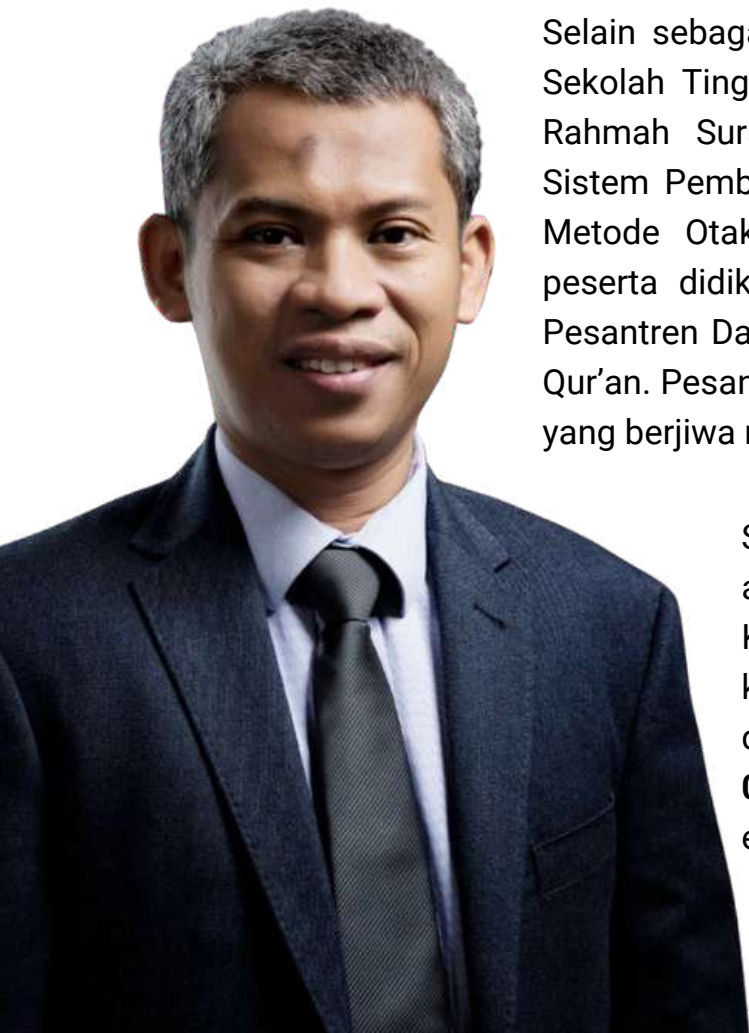 Selain sebaga
Sekolah Ting
Rahmah Sur
Sistem Pemb
Metode Otak
peserta didik
Pesantren Da
Qur’an. Pesan
yang berjiwa